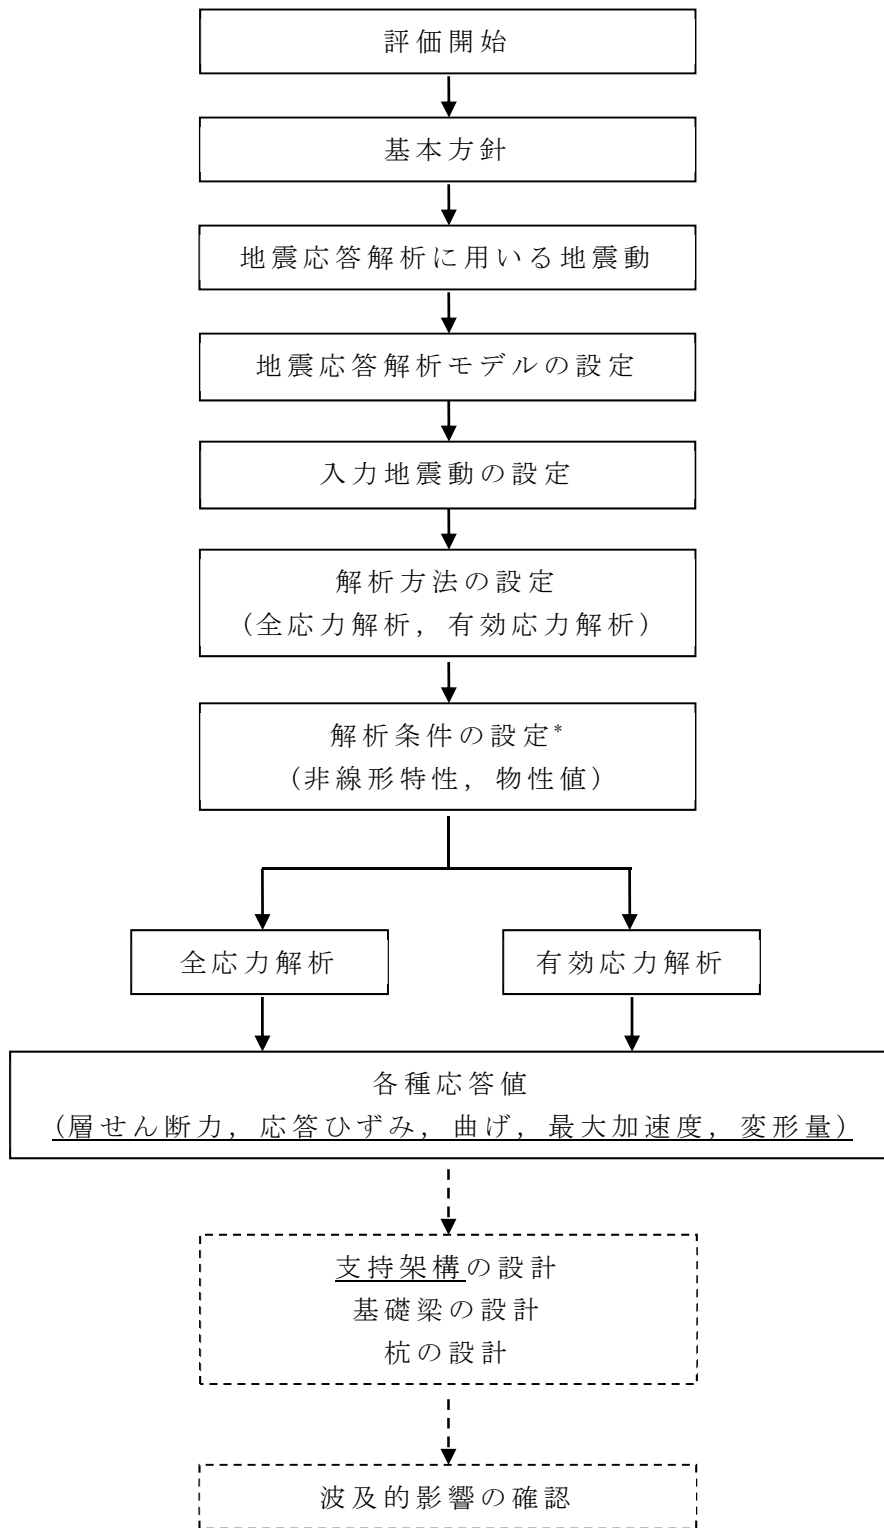 評価開始
基本方針
地震応答解析に用いる地震動
地震応答解析モデルの設定
入力地震動の設定
解析方法の設定
(全応力解析,有効応力解析)
解析条件の設定*
(非線形特性,物性値)
全応力解析
有効応力解析
各種応答値
(層せん断力,応答ひずみ,曲げ,最大加速度,変形量)
支持架構の設計
基礎梁の設計
杭の設計
波及的影響の確認